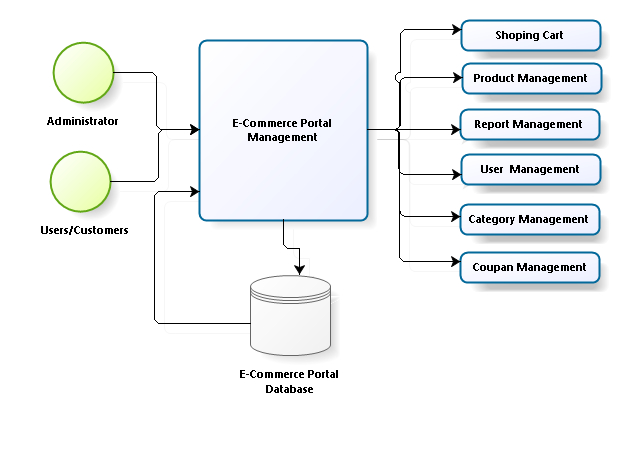 Administrator
Users/Customers
E-Commerce Portal
Management
E-Commerce Portal
Database
Shoping Cart
Product Management
Report Management
User Management
Category Management
Coupan Management